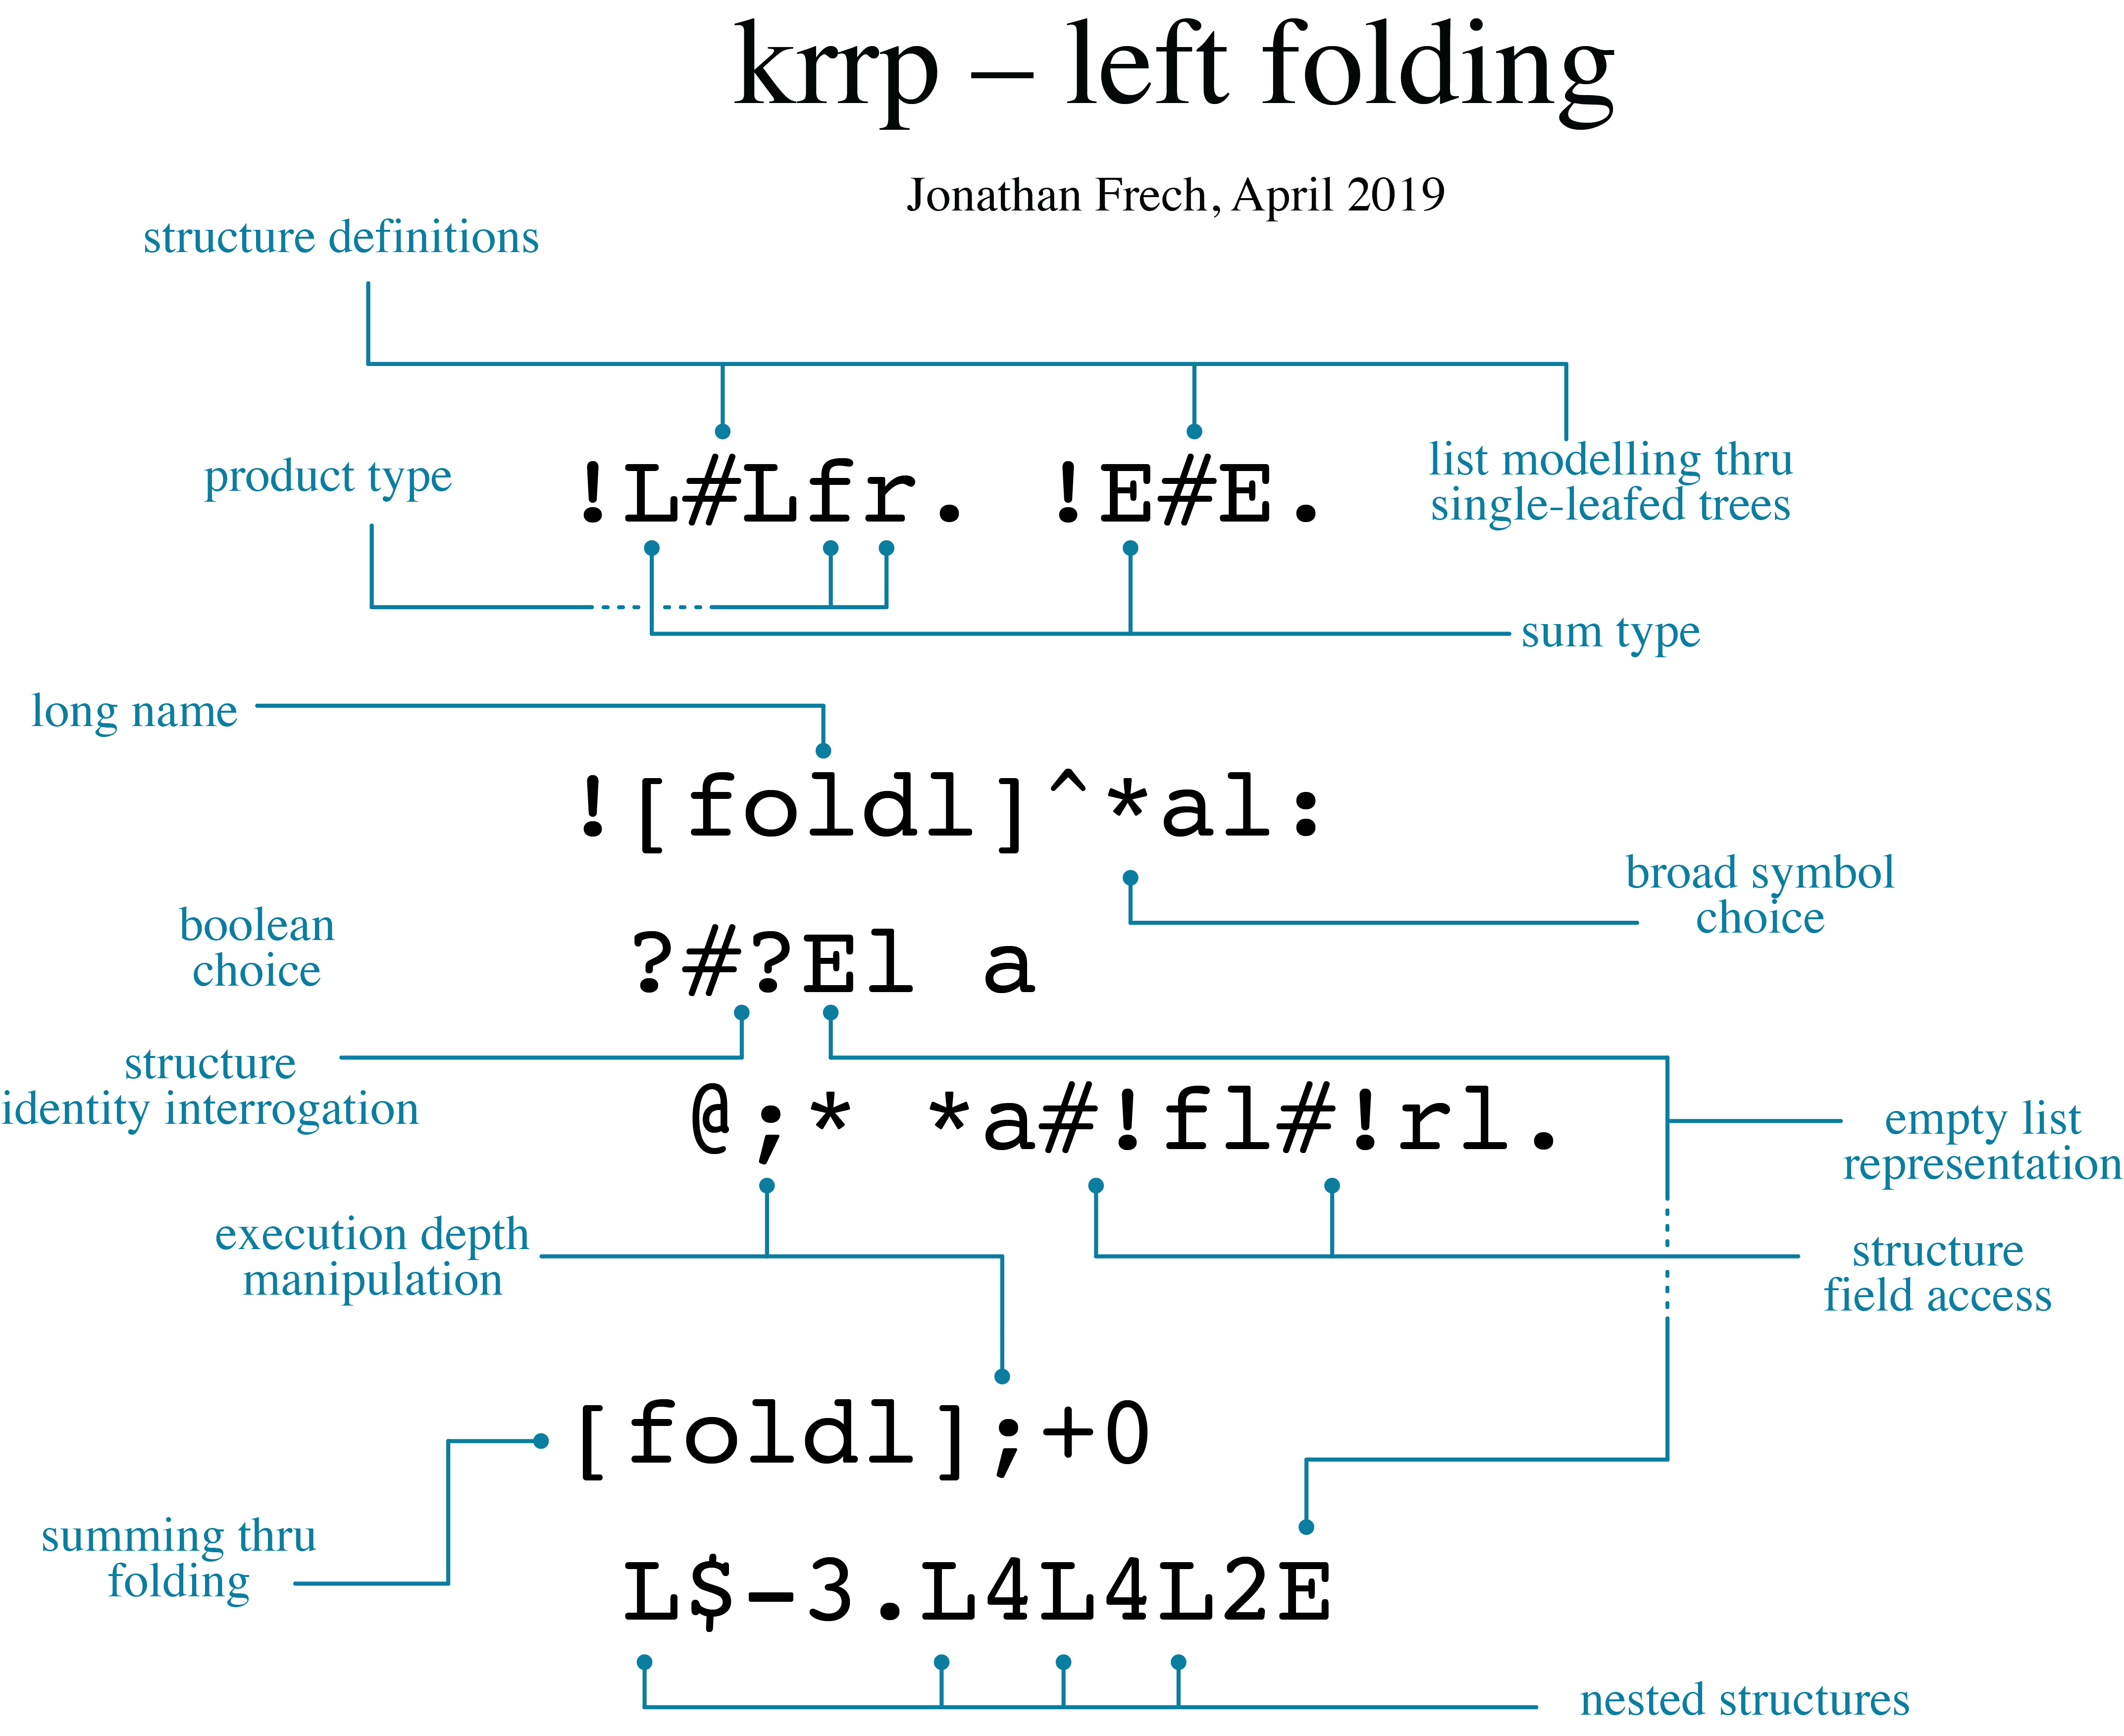 krrp – left folding
Jonathan Frech, April 2019
structure definitions
product type
!L#Lfr. !E#E.
list modelling thru
single-leafed trees
sum type
long name
![foldl]^*al:
broad symbol
choice
boolean
choice
?#?El a
structure
identity interrogation
@;* *a#!fl#!rl.
empty list
representation
execution depth
manipulation
structure
field access
[foldl];+0
summing thru
folding
L$-3.L4L4L2E
nested structures